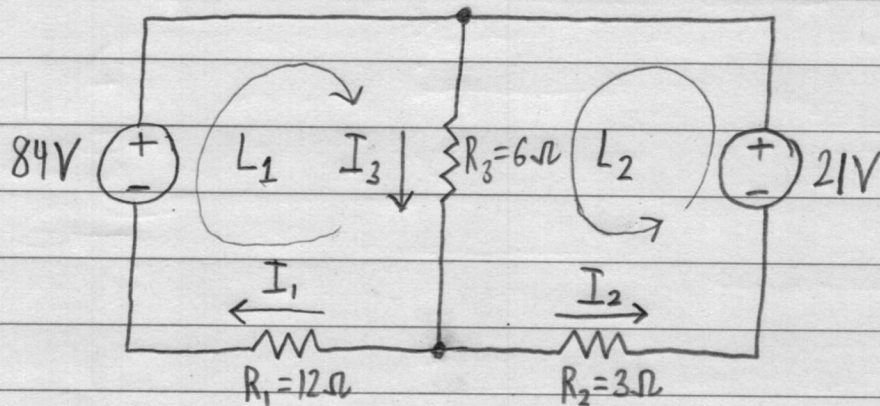 +
84V
-
L₁
I₃
R₃=6Ω
L₂
+
21V
-
I₁
I₂
R₁=12Ω
R₂=3Ω